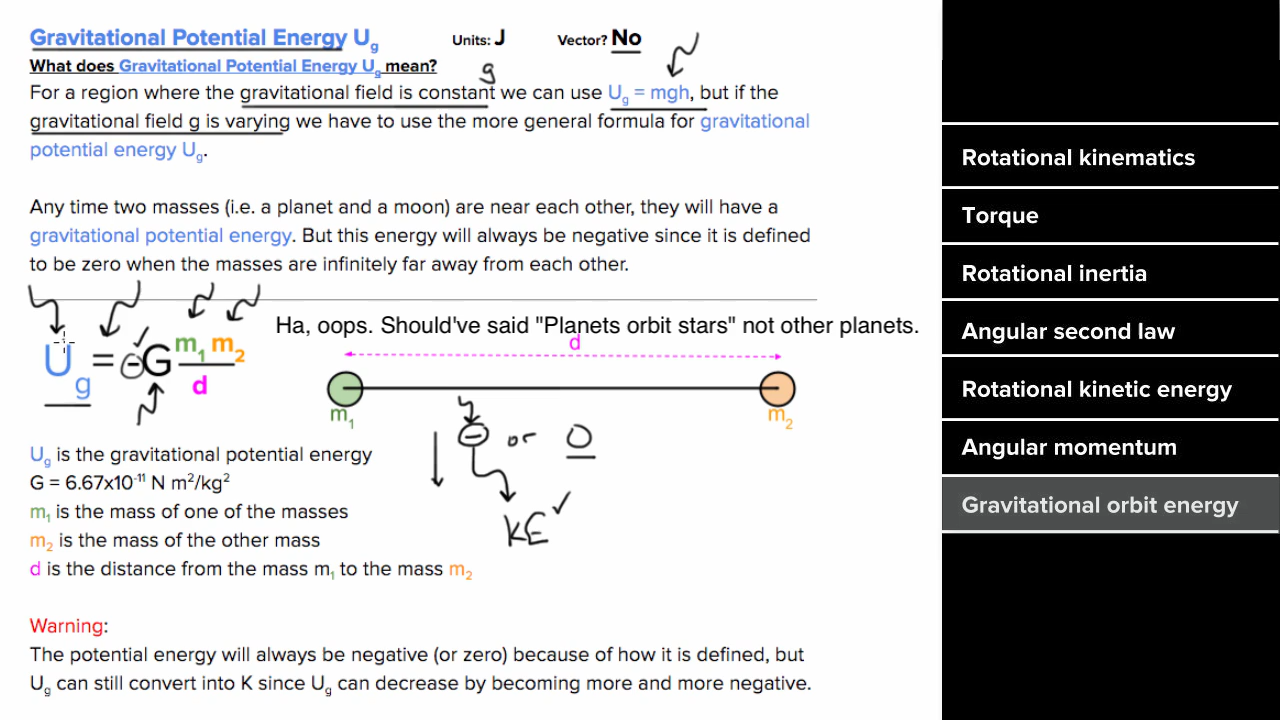 Gravitational Potential Energy Ug Units: J Vector? No
What does Gravitational Potential Energy Ug mean?
g
For a region where the gravitational field is constant we can use Ug = mgh, but if the
gravitational field g is varying we have to use the more general formula for gravitational
potential energy Ug.
Any time two masses (i.e. a planet and a moon) are near each other, they will have a
gravitational potential energy. But this energy will always be negative since it is defined
to be zero when the masses are infinitely far away from each other.
Ha, oops. Should've said "Planets orbit stars" not other planets.
Ug = -G m1 m2 / d
d
m1 m2
- or 0
KE
Ug is the gravitational potential energy
G = 6.67x10-11 N m2/kg2
m1 is the mass of one of the masses
m2 is the mass of the other mass
d is the distance from the mass m1 to the mass m2
Warning:
The potential energy will always be negative (or zero) because of how it is defined, but
Ug can still convert into K since Ug can decrease by becoming more and more negative.
Rotational kinematics
Torque
Rotational inertia
Angular second law
Rotational kinetic energy
Angular momentum
Gravitational orbit energy